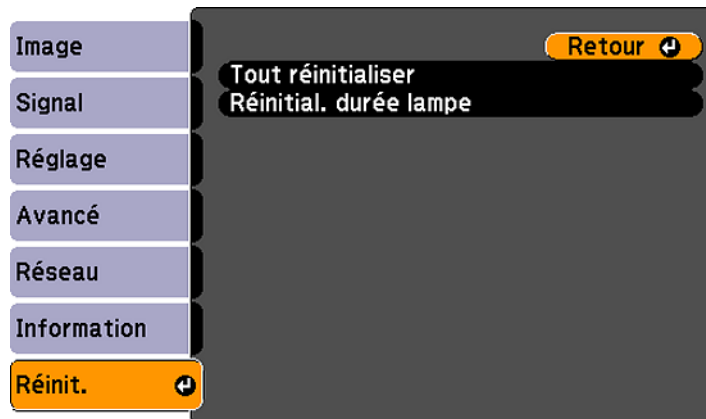 Image
Signal
Réglage
Avancé
Réseau
Information
Réinit.
Retour
Tout réinitialiser
Réinitial. durée lampe